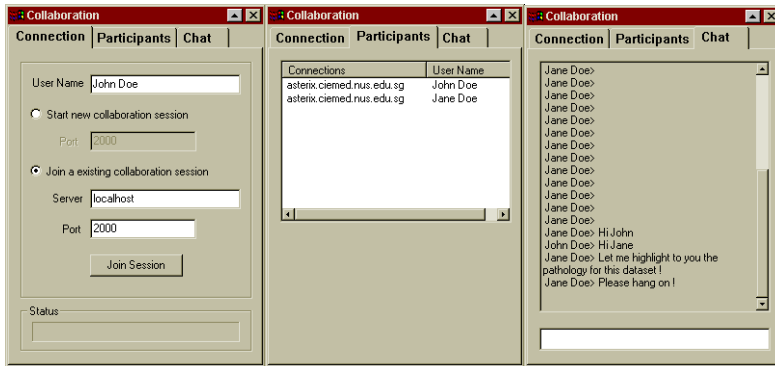 Collaboration
Connection Participants Chat
User Name John Doe
Start new collaboration session
Port 2000
Join a existing collaboration session
Server localhost
Port 2000
Join Session
Status
Collaboration
Connection Participants Chat
Connections User Name
asterix.ciemed.nus.edu.sg John Doe
asterix.ciemed.nus.edu.sg Jane Doe
Collaboration
Connection Participants Chat
Jane Doe>
Jane Doe>
Jane Doe>
Jane Doe>
Jane Doe>
Jane Doe>
Jane Doe>
Jane Doe>
Jane Doe>
Jane Doe>
Jane Doe>
Jane Doe>
Jane Doe>
Jane Doe> Hi John
John Doe> Hi Jane
Jane Doe> Let me highlight to you the
pathology for this dataset !
Jane Doe> Please hang on !